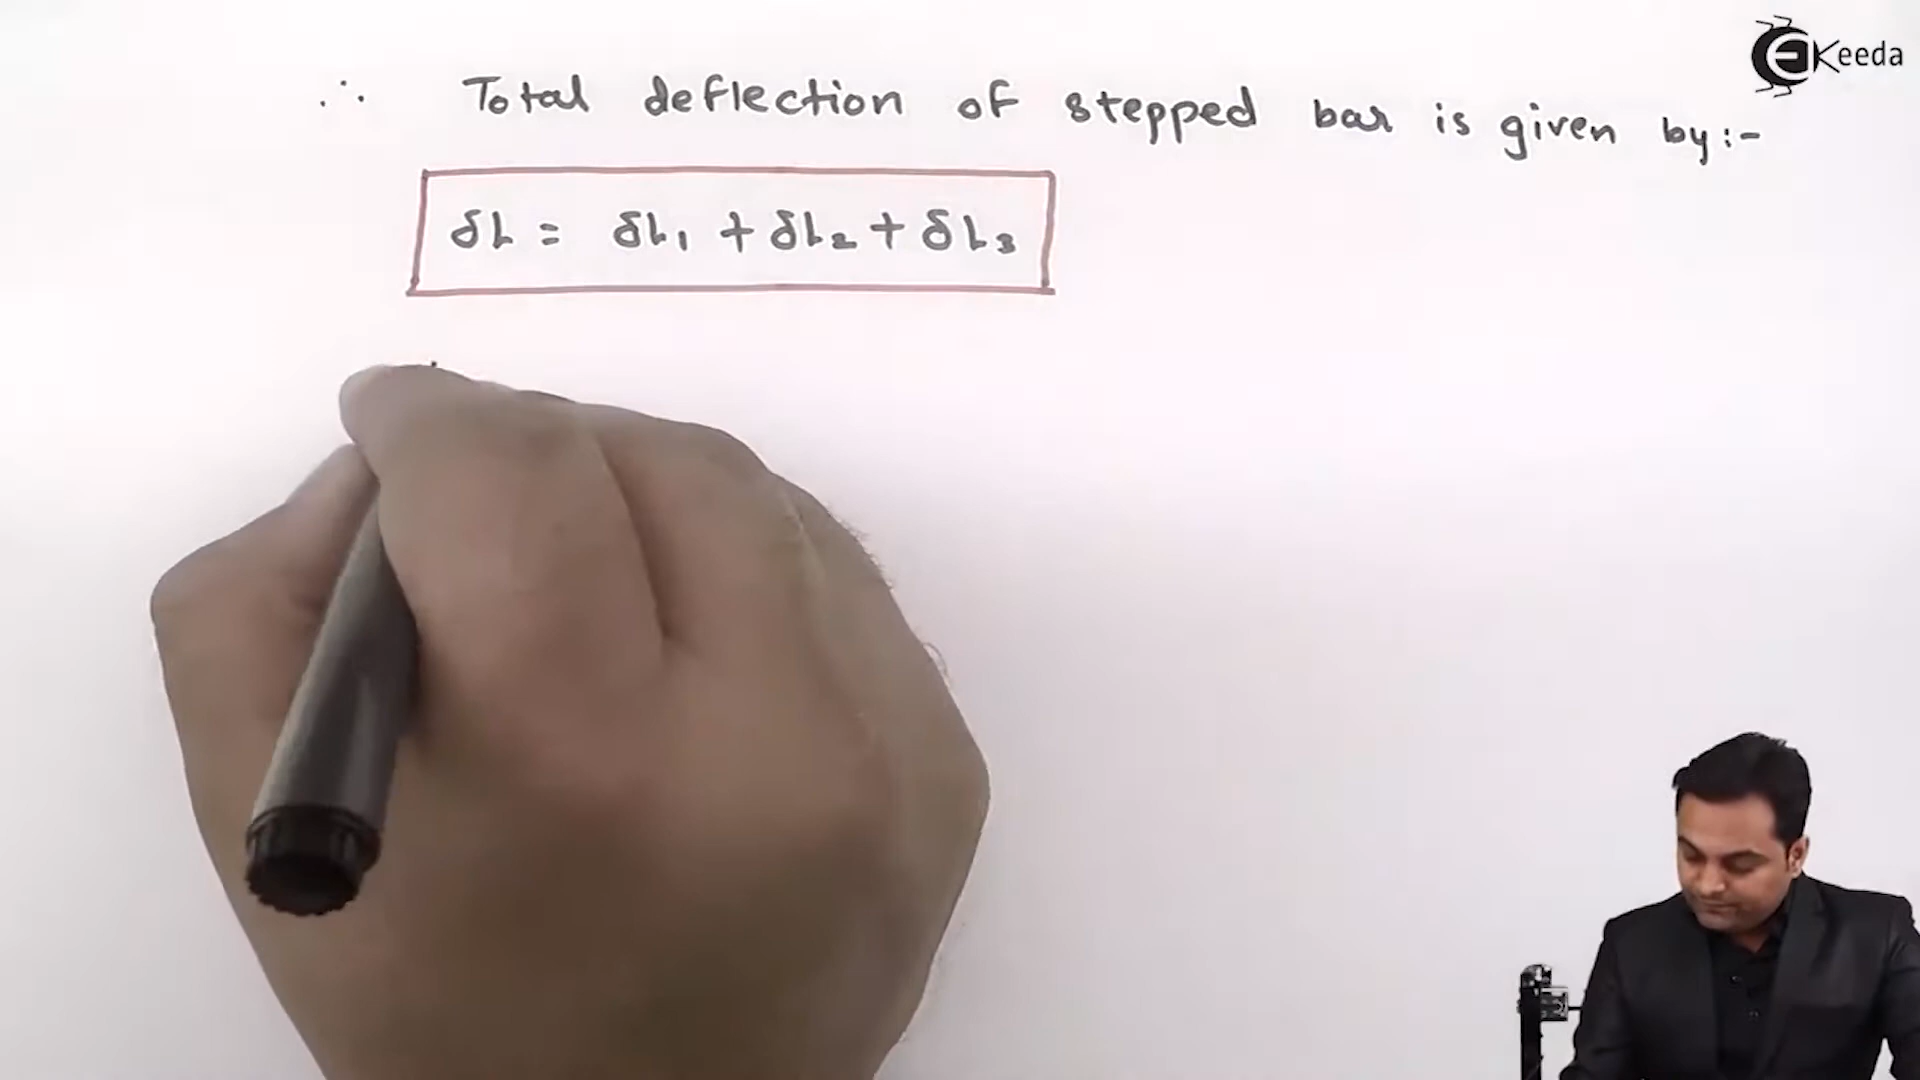 EKeeda
∴ Total deflection of stepped bar is given by:-
δL = δL₁ + δL₂ + δL₃